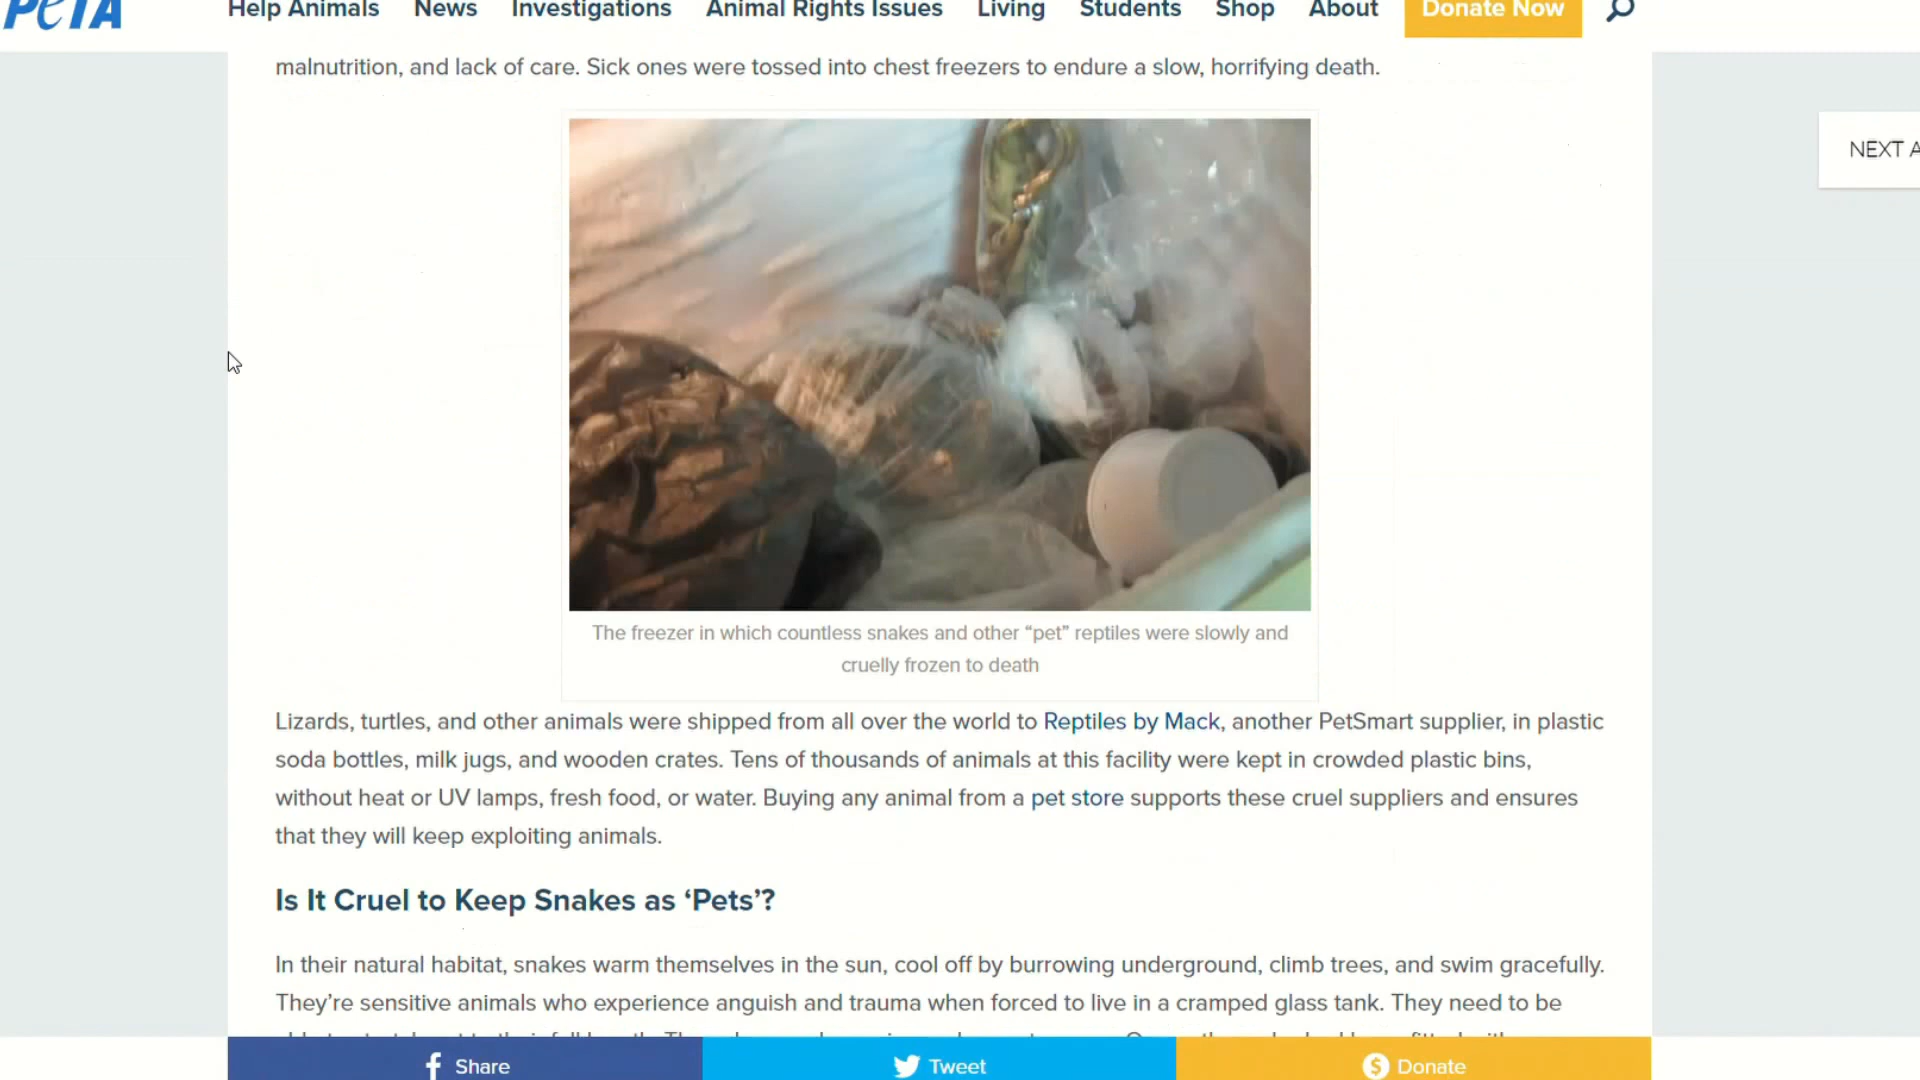 PETA
Help Animals News Investigations Animal Rights Issues Living Students Shop About Donate Now
malnutrition, and lack of care. Sick ones were tossed into chest freezers to endure a slow, horrifying death.
NEXT A
The freezer in which countless snakes and other “pet” reptiles were slowly and
cruelly frozen to death
Lizards, turtles, and other animals were shipped from all over the world to Reptiles by Mack, another PetSmart supplier, in plastic
soda bottles, milk jugs, and wooden crates. Tens of thousands of animals at this facility were kept in crowded plastic bins,
without heat or UV lamps, fresh food, or water. Buying any animal from a pet store supports these cruel suppliers and ensures
that they will keep exploiting animals.
Is It Cruel to Keep Snakes as ‘Pets’?
In their natural habitat, snakes warm themselves in the sun, cool off by burrowing underground, climb trees, and swim gracefully.
They’re sensitive animals who experience anguish and trauma when forced to live in a cramped glass tank. They need to be
Share Tweet Donate